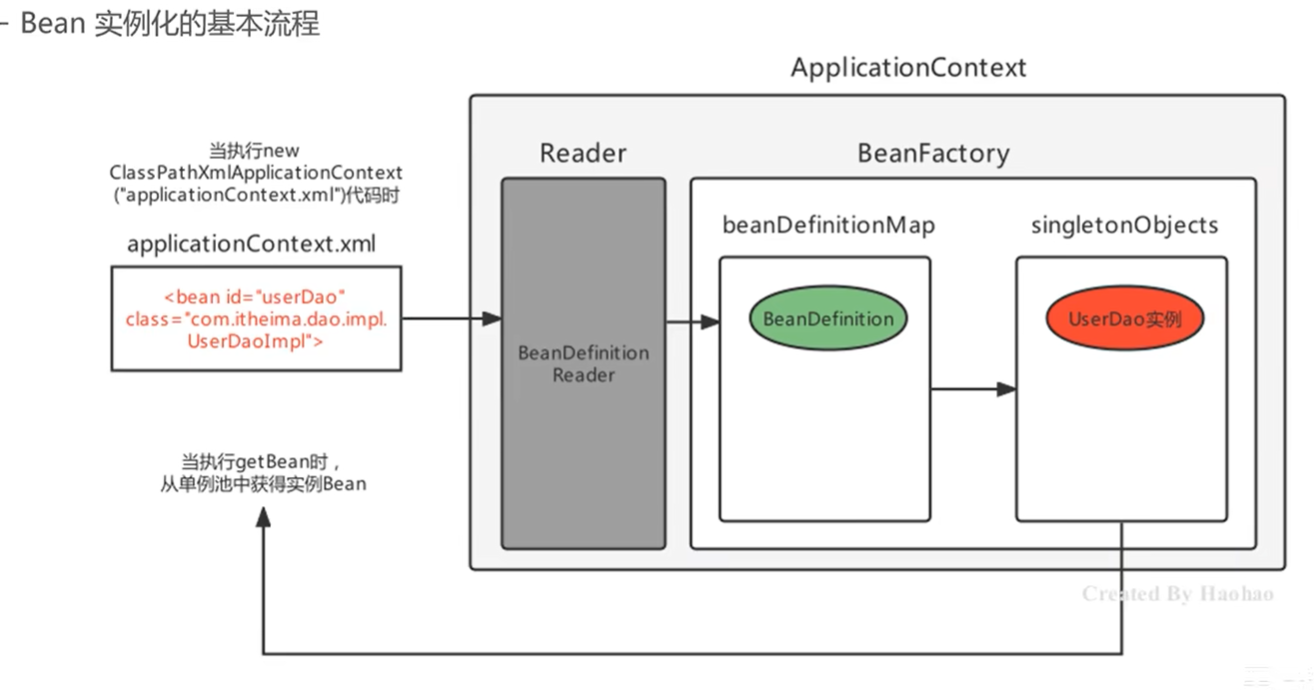 Bean 实例化的基本流程
ApplicationContext
当执行new
ClassPathXmlApplicationContext
("applicationContext.xml")代码时
applicationContext.xml
<bean id="userDao"
class="com.itheima.dao.impl.
UserDaoImpl">
Reader
BeanDefinition
Reader
BeanFactory
beanDefinitionMap
BeanDefinition
singletonObjects
UserDao实例
当执行getBean时，
从单例池中获得实例Bean
Created By Haohao